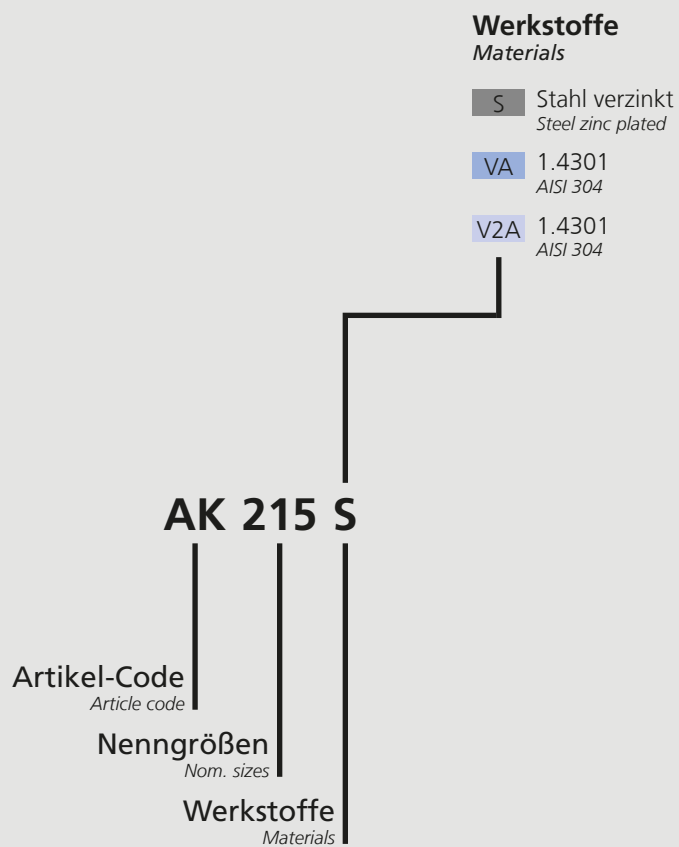 Werkstoffe
Materials
S Stahl verzinkt
Steel zinc plated
VA 1.4301
AISI 304
V2A 1.4301
AISI 304
AK 215 S
Artikel-Code
Article code
Nenngrößen
Nom. sizes
Werkstoffe
Materials